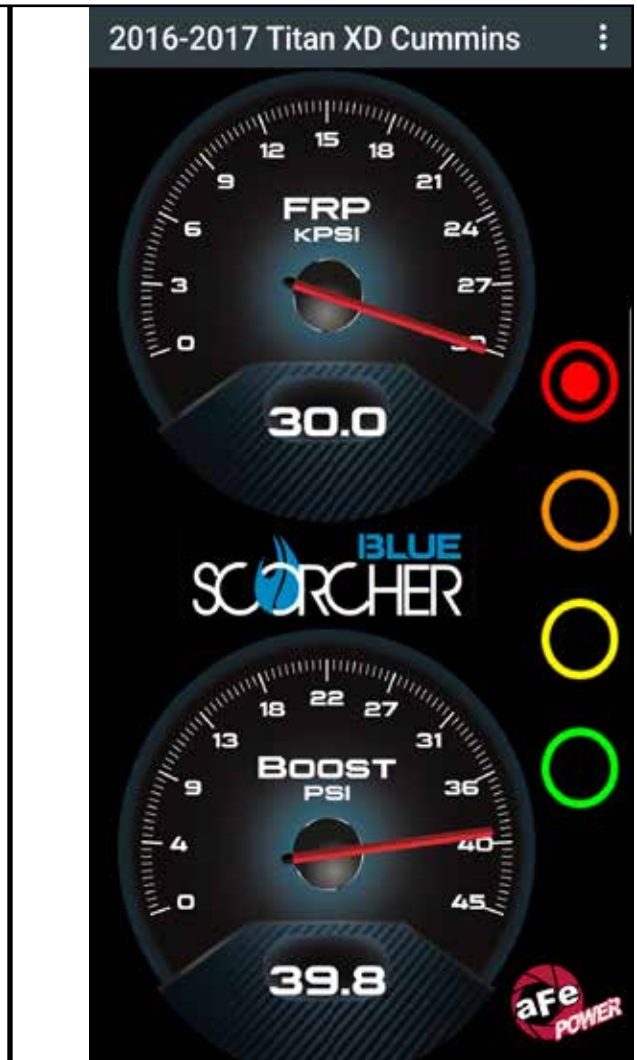 2016-2017 Titan XD Cummins
15
12 18
9 21
FRP
KPSI
6 24
3 27
0 30
30.0
BLUE
SCORCHER
22
18 27
13 31
BOOST
PSI
9 36
4 40
0 45
39.8
aFe
POWER